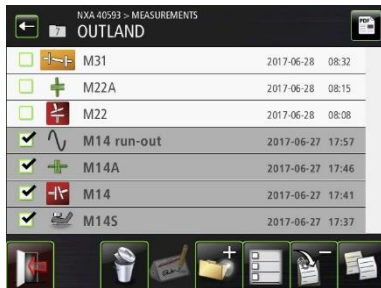 NXA 40593 > MEASUREMENTS
7 OUTLAND
PDF
M31 2017-06-28 08:32
M22A 2017-06-28 08:15
M22 2017-06-28 08:08
M14 run-out 2017-06-27 17:57
M14A 2017-06-27 17:46
M14 2017-06-27 17:41
M14S 2017-06-27 17:37